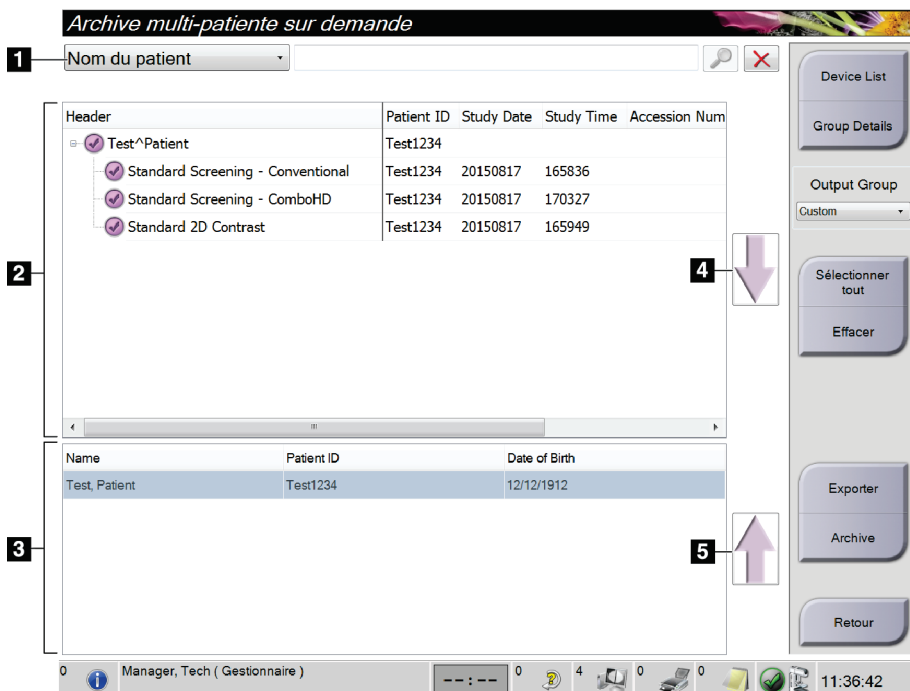 Archive multi-patiente sur demande
1
Nom du patient
Device List
Group Details
Output Group
Custom
Sélectionner tout
Effacer
Exporter
Archive
Retour
2
Header Patient ID Study Date Study Time Accession Num
Test^Patient Test1234
Standard Screening - Conventional Test1234 20150817 165836
Standard Screening - ComboHD Test1234 20150817 170327
Standard 2D Contrast Test1234 20150817 165949
4
3
Name Patient ID Date of Birth
Test, Patient Test1234 12/12/1912
5
0 Manager, Tech ( Gestionnaire ) --:-- 0 4 0 0 11:36:42